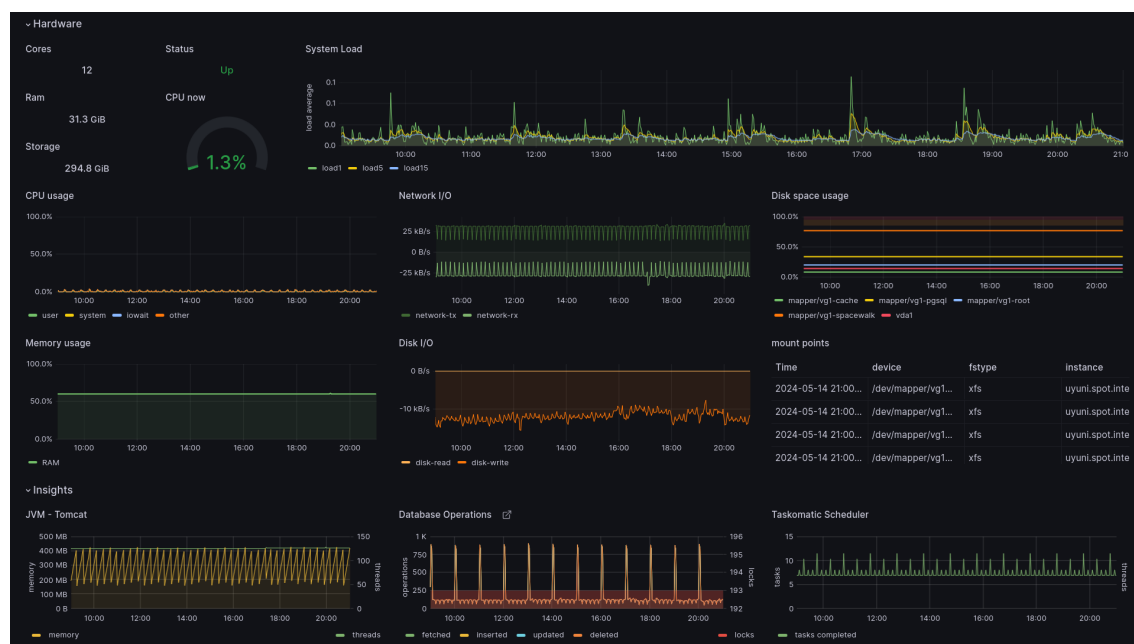 Hardware
Cores
12
Status
Up
System Load
Ram
31.3 GiB
CPU now
1.3%
Storage
294.8 GiB
load average
0.1
0.1
0.0
0.0
10:00 11:00 12:00 13:00 14:00 15:00 16:00 17:00 18:00 19:00 20:00 21:0
load1 load5 load15
CPU usage
100.0%
50.0%
0.0%
10:00 12:00 14:00 16:00 18:00 20:00
user system iowait other
Network I/O
25 kB/s
0 B/s
-25 kB/s
10:00 12:00 14:00 16:00 18:00 20:00
network-tx network-rx
Disk space usage
100.0%
50.0%
0.0%
10:00 12:00 14:00 16:00 18:00 20:00
mapper/vg1-cache mapper/vg1-pgsql mapper/vg1-root
mapper/vg1-spacewalk vda1
Memory usage
100.0%
50.0%
0.0%
10:00 12:00 14:00 16:00 18:00 20:00
RAM
Disk I/O
0 B/s
-10 kB/s
10:00 12:00 14:00 16:00 18:00 20:00
disk-read disk-write
mount points
Time device fstype instance
2024-05-14 21:00... /dev/mapper/vg1... xfs uyuni.spot.inte
2024-05-14 21:00... /dev/mapper/vg1... xfs uyuni.spot.inte
2024-05-14 21:00... /dev/mapper/vg1... xfs uyuni.spot.inte
2024-05-14 21:00... /dev/mapper/vg1... xfs uyuni.spot.inte
Insights
JVM - Tomcat
memory
500 MB
400 MB
300 MB
200 MB
100 MB
0 B
150
100
50
0
threads
10:00 12:00 14:00 16:00 18:00 20:00
memory threads
Database Operations
operations
1 K
750
500
250
0
196
195
194
193
192
locks
10:00 12:00 14:00 16:00 18:00 20:00
fetched inserted updated deleted locks
Taskomatic Scheduler
tasks
15
10
5
0
threads
10:00 12:00 14:00 16:00 18:00 20:00
tasks completed